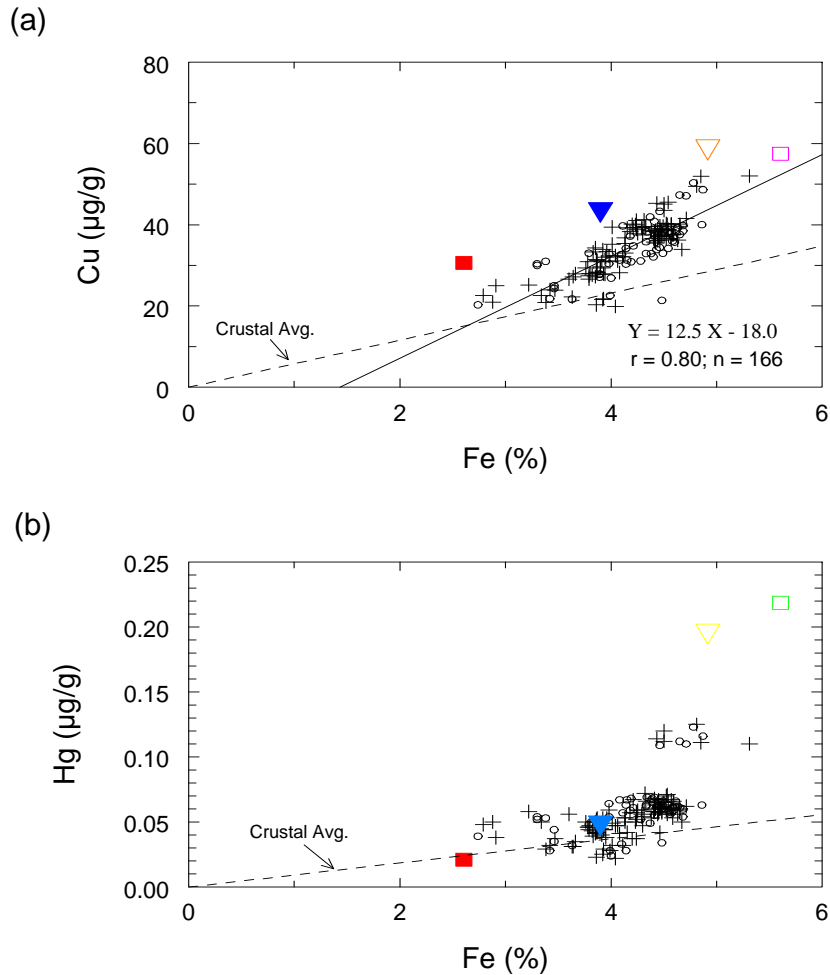 (a)
80
60
40
20
0
Cu (µg/g)
Crustal Avg.
Y = 12.5 X - 18.0
r = 0.80; n = 166
0 2 4 6
Fe (%)
(b)
0.25
0.20
0.15
0.10
0.05
0.00
Hg (µg/g)
Crustal Avg.
0 2 4 6
Fe (%)